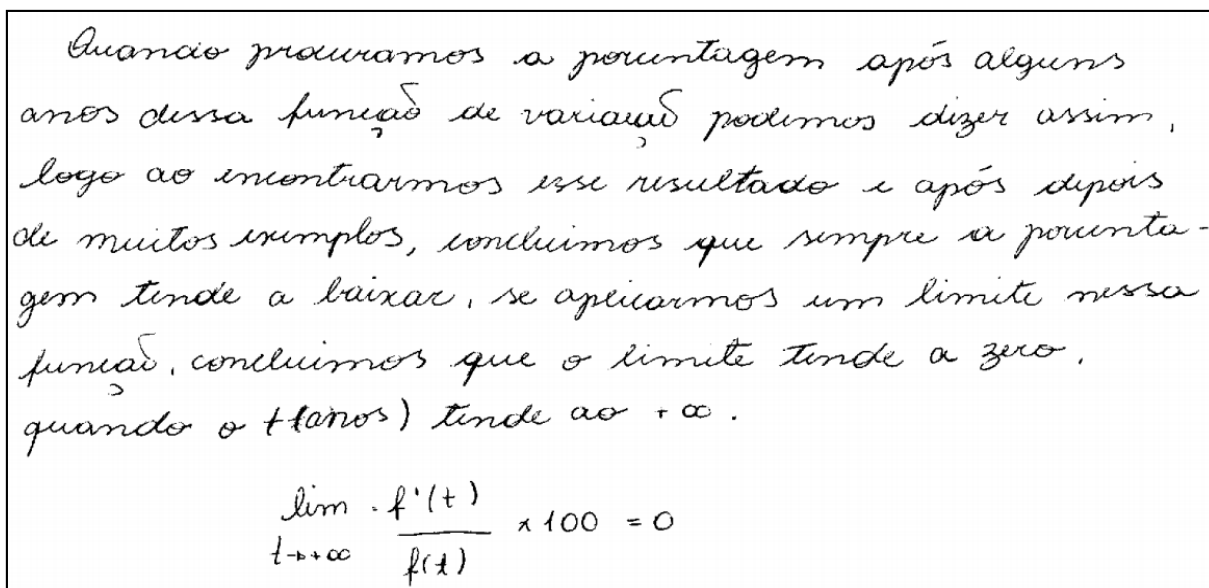 Quando procuramos a porcentagem após alguns
anos dessa função de variação podemos dizer assim,
logo ao encontrarmos esse resultado e após depois
de muitos exemplos, concluimos que sempre a porcenta-
gem tende a baixar, se aplicarmos um limite nessa
função, concluimos que o limite tende a zero,
quando o t(anos) tende ao +∞.
lim t→+∞ . f'(t)/f(t) × 100 = 0